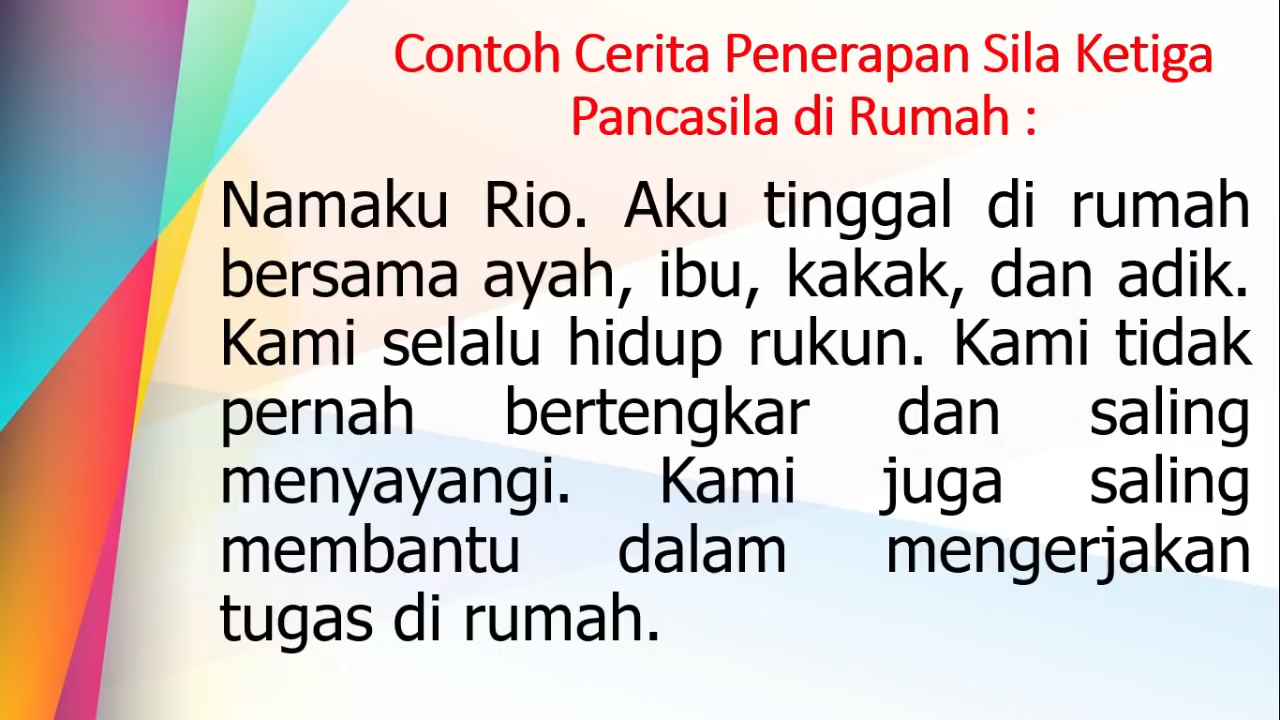 Contoh Cerita Penerapan Sila Ketiga
Pancasila di Rumah :
Namaku Rio. Aku tinggal di rumah
bersama ayah, ibu, kakak, dan adik.
Kami selalu hidup rukun. Kami tidak
pernah bertengkar dan saling
menyayangi. Kami juga saling
membantu dalam mengerjakan
tugas di rumah.